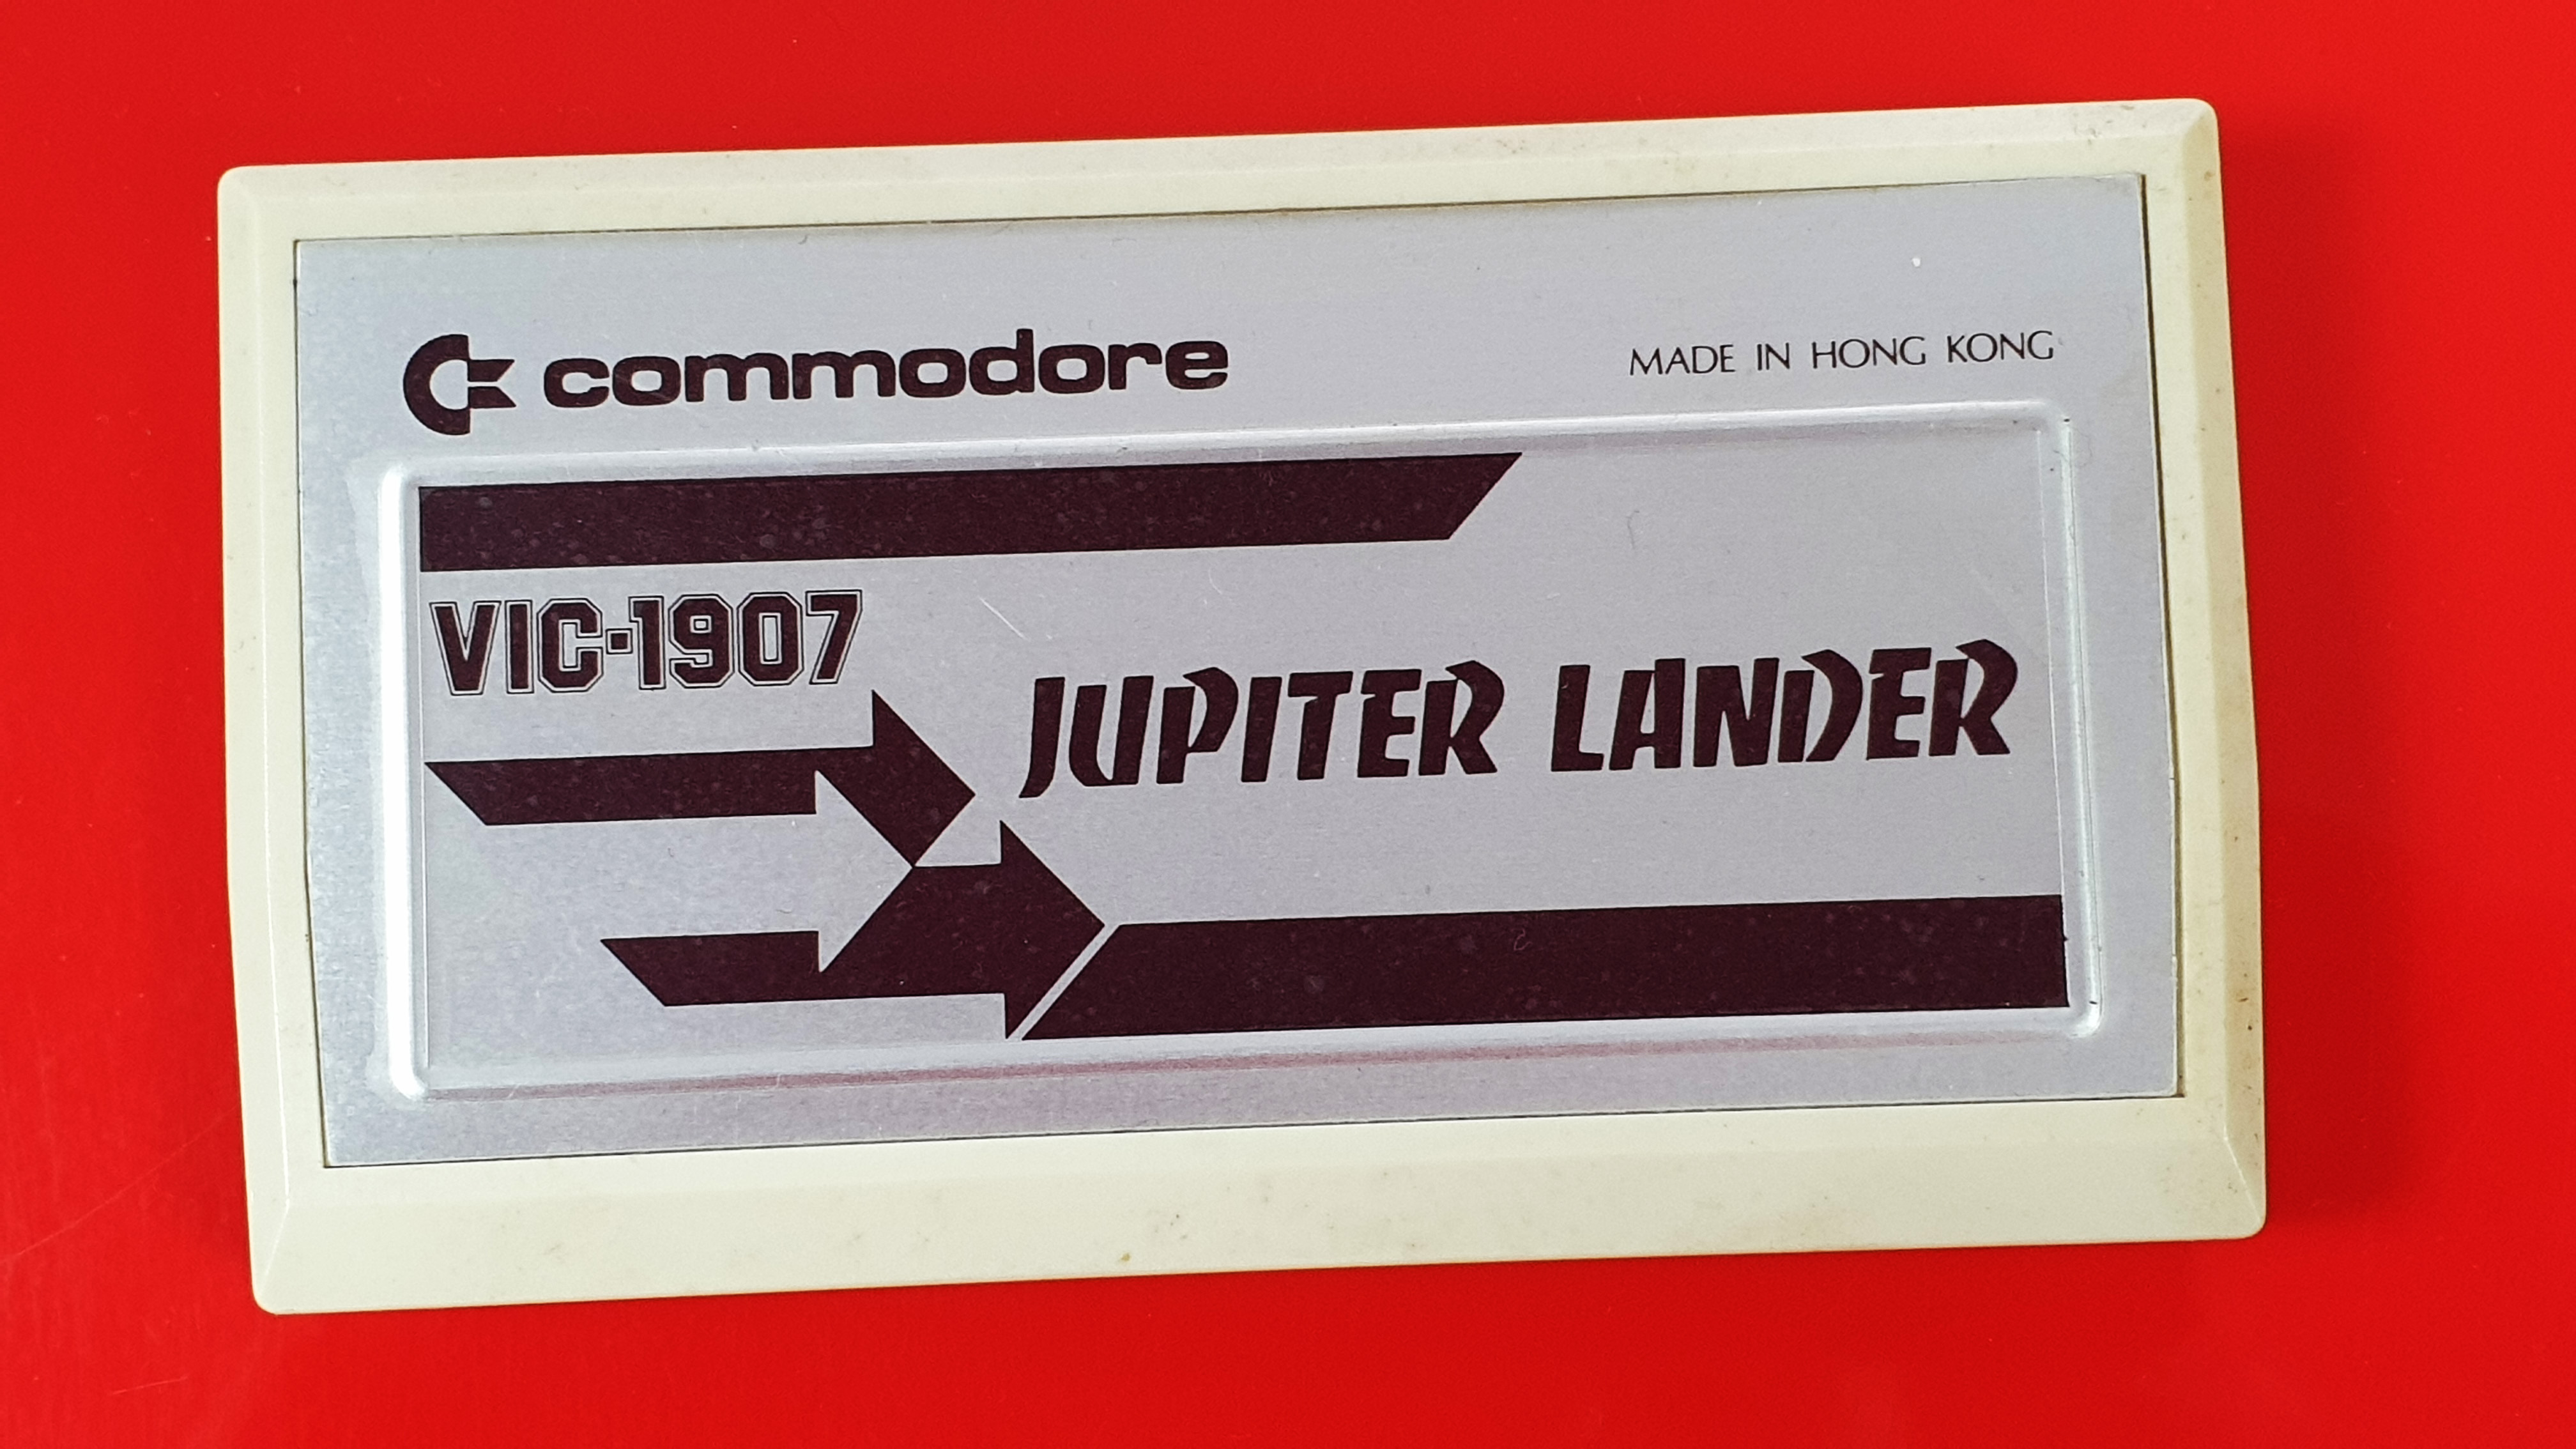 commodore
MADE IN HONG KONG
VIC-1907
JUPITER LANDER